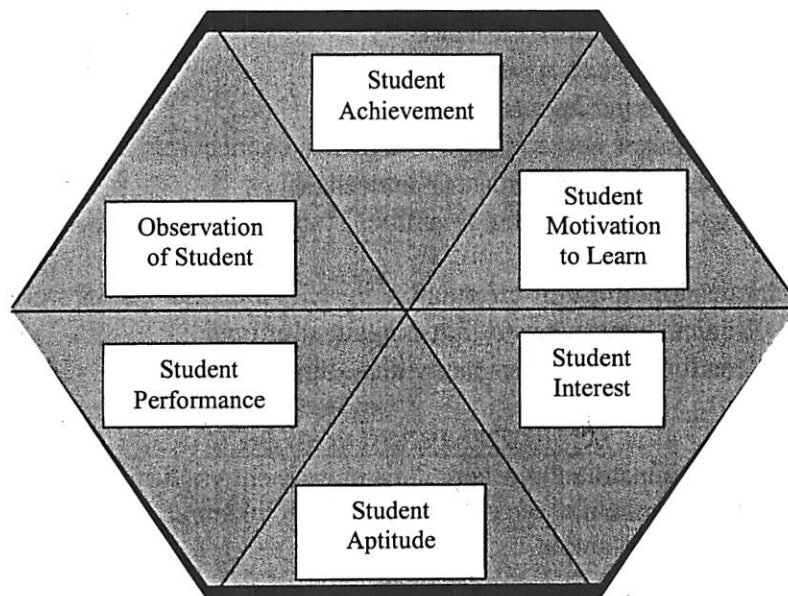 Student
Achievement
Student
Motivation
to Learn
Observation
of Student
Student
Performance
Student
Interest
Student
Aptitude